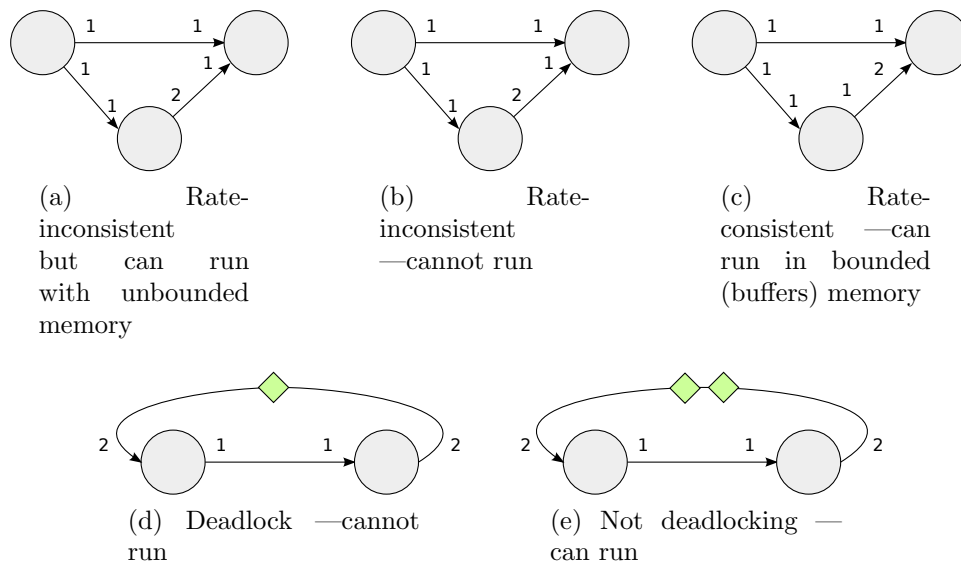 1 1 1 1 1 1
1 1 1 1 1 2
1 2 1 2 1 1
(a) Rate-
inconsistent
but can run
with unbounded
memory
(b) Rate-
inconsistent
—cannot run
(c) Rate-
consistent —can
run in bounded
(buffers) memory
2 1 1 2
2 1 1 2
(d) Deadlock —cannot
run
(e) Not deadlocking —
can run